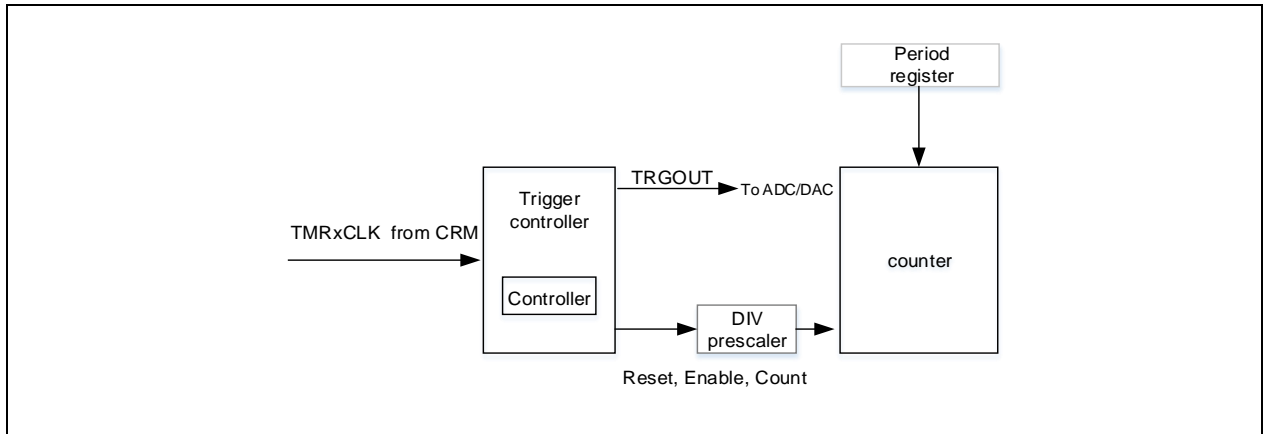 Period
register
TRGOUT
To ADC/DAC
Trigger
controller
TMRxCLK from CRM
counter
Controller
DIV
prescaler
Reset, Enable, Count